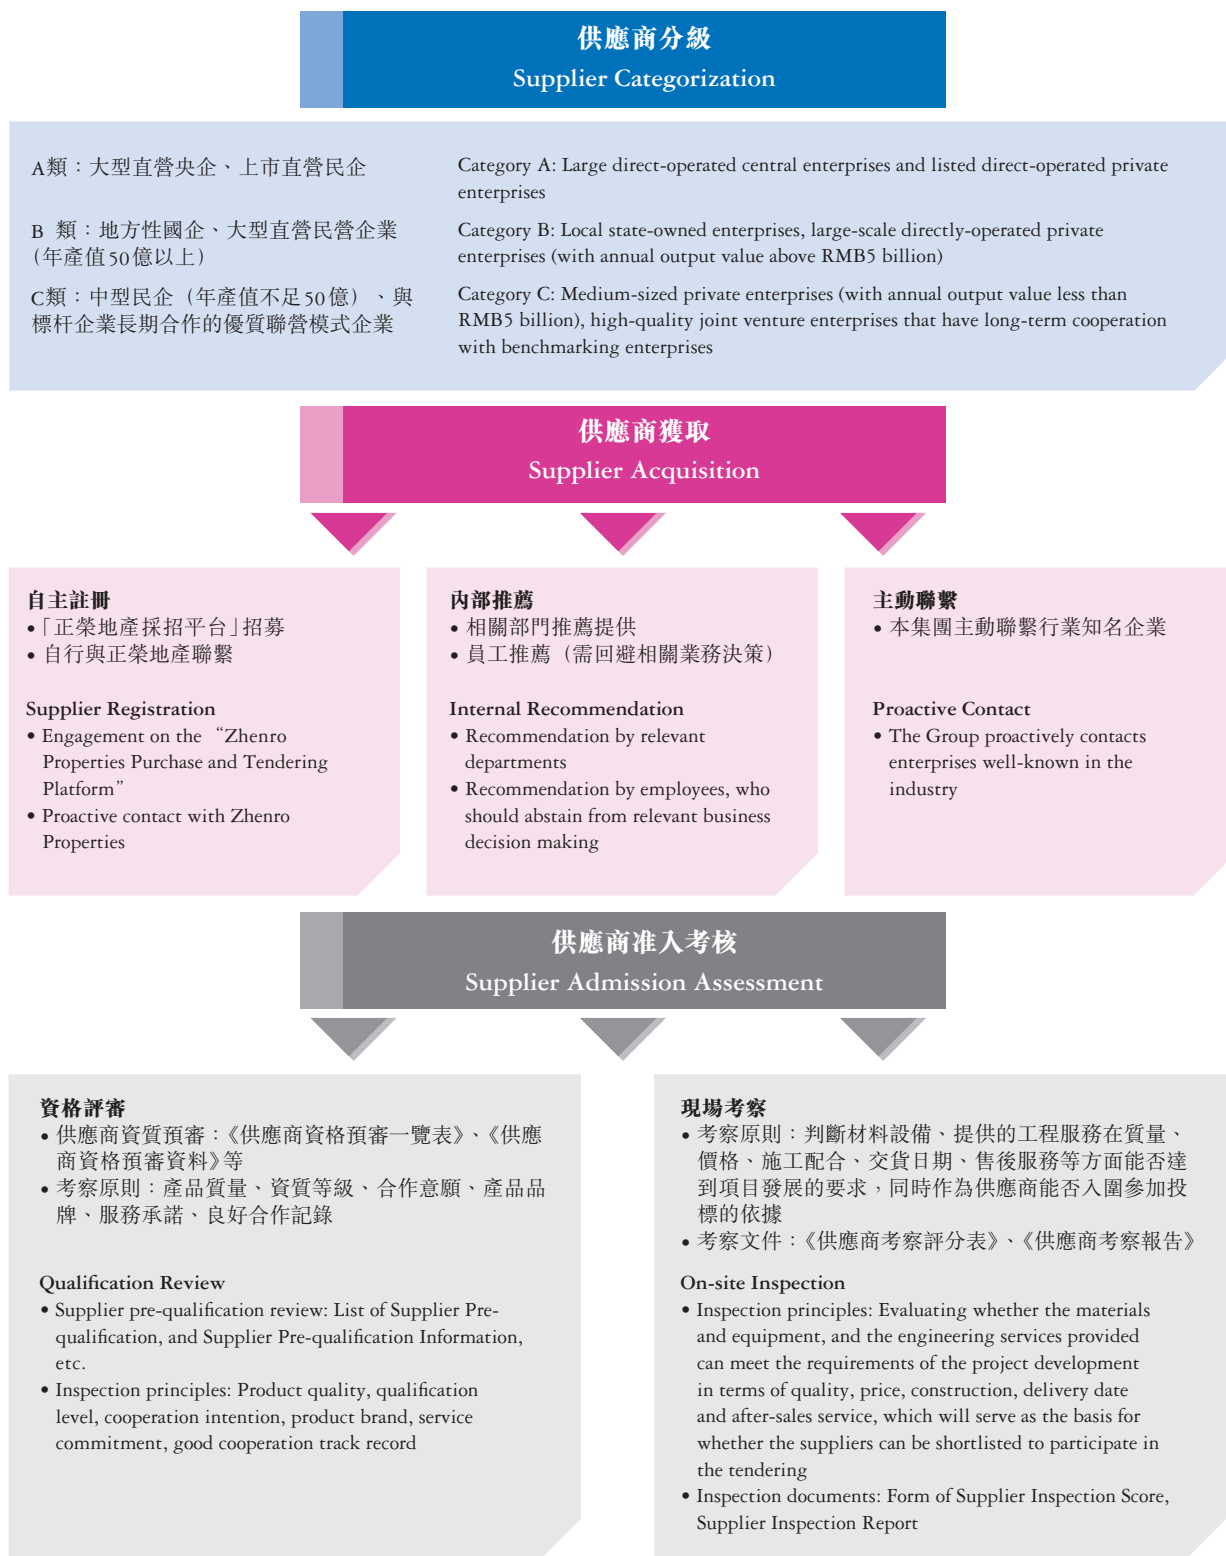 供應商分級
Supplier Categorization
A類：大型直營央企、上市直營民企
B 類：地方性國企、大型直營民營企業
（年產值50億以上）
C類：中型民企（年產值不足50億）、與
標杆企業長期合作的優質聯營模式企業
Category A: Large direct-operated central enterprises and listed direct-operated private
enterprises
Category B: Local state-owned enterprises, large-scale directly-operated private
enterprises (with annual output value above RMB5 billion)
Category C: Medium-sized private enterprises (with annual output value less than
RMB5 billion), high-quality joint venture enterprises that have long-term cooperation
with benchmarking enterprises
供應商獲取
Supplier Acquisition
自主註冊
• 「正榮地產採招平台」招募
• 自行與正榮地產聯繫
Supplier Registration
• Engagement on the “Zhenro
Properties Purchase and Tendering
Platform”
• Proactive contact with Zhenro
Properties
內部推薦
• 相關部門推薦提供
• 員工推薦（需回避相關業務決策）
Internal Recommendation
• Recommendation by relevant
departments
• Recommendation by employees, who
should abstain from relevant business
decision making
主動聯繫
• 本集團主動聯繫行業知名企業
Proactive Contact
• The Group proactively contacts
enterprises well-known in the
industry
供應商准入考核
Supplier Admission Assessment
資格評審
• 供應商資質預審：《供應商資格預審一覽表》、《供應
商資格預審資料》等
• 考察原則：產品質量、資質等級、合作意願、產品品
牌、服務承諾、良好合作記錄
Qualification Review
• Supplier pre-qualification review: List of Supplier Pre-
qualification, and Supplier Pre-qualification Information,
etc.
• Inspection principles: Product quality, qualification
level, cooperation intention, product brand, service
commitment, good cooperation track record
現場考察
• 考察原則：判斷材料設備、提供的工程服務在質量、
價格、施工配合、交貨日期、售後服務等方面能否達
到項目發展的要求，同時作為供應商能否入圍參加投
標的依據
• 考察文件：《供應商考察評分表》、《供應商考察報告》
On-site Inspection
• Inspection principles: Evaluating whether the materials
and equipment, and the engineering services provided
can meet the requirements of the project development
in terms of quality, price, construction, delivery date
and after-sales service, which will serve as the basis for
whether the suppliers can be shortlisted to participate in
the tendering
• Inspection documents: Form of Supplier Inspection Score,
Supplier Inspection Report